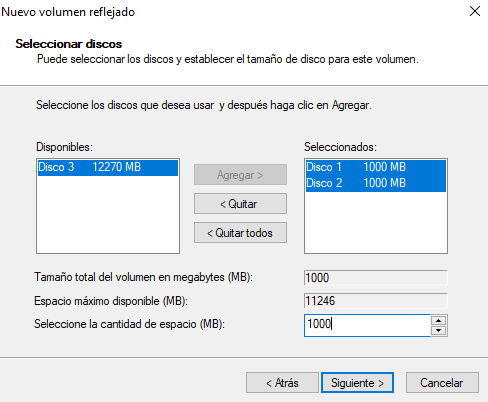 Nuevo volumen reflejado
Seleccionar discos
Puede seleccionar los discos y establecer el tamaño de disco para este volumen.
Seleccione los discos que desea usar y después haga clic en Agregar.
Disponibles:
Seleccionados:
Disco 3 12270 MB
Agregar >
Disco 1 1000 MB
Disco 2 1000 MB
< Quitar
< Quitar todos
Tamaño total del volumen en megabytes (MB): 1000
Espacio máximo disponible (MB): 11246
Seleccione la cantidad de espacio (MB): 1000
< Atrás Siguiente > Cancelar